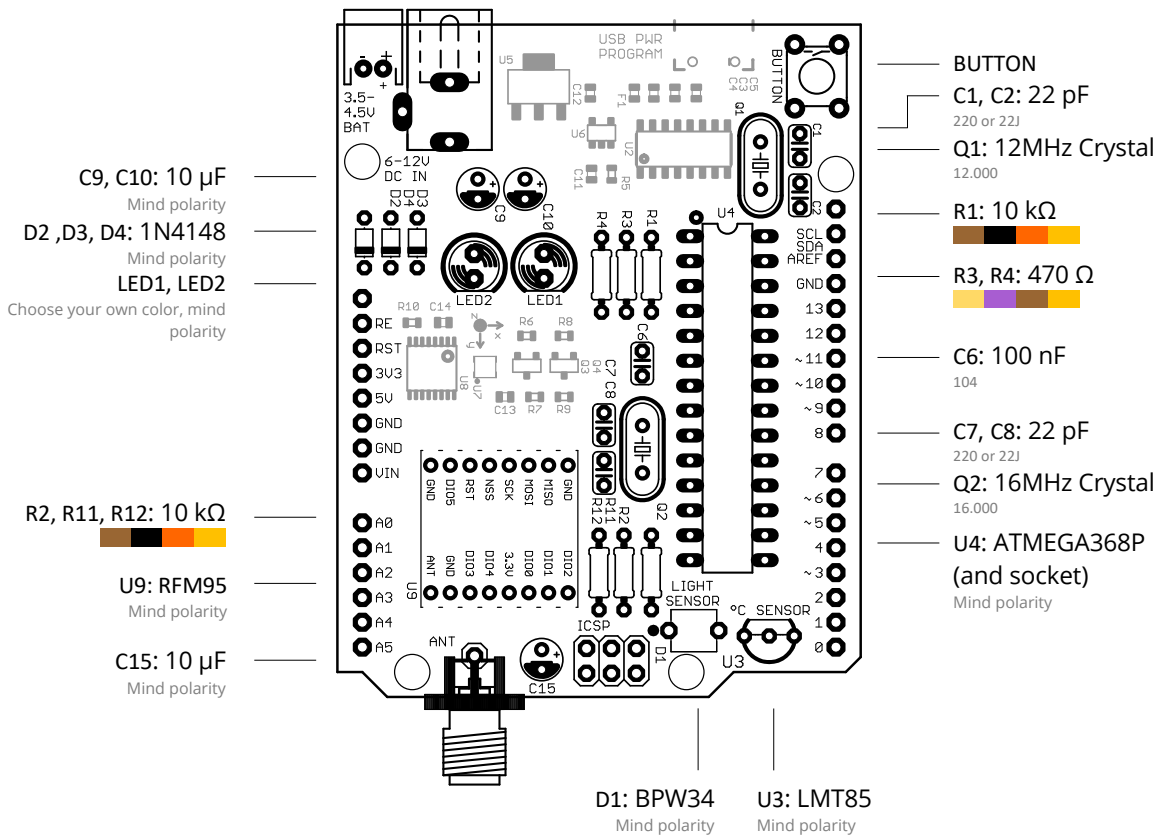 USB PWR
PROGRAM
BUTTON
U5
C12
F1
C4
C3
C5
Q1
C1
U6
U2
C11
R5
C2
- +
+
3.5-
4.5V
BAT
6-12V
DC IN
D2
D4
D3
C9
C10
R4
R3
R1
U4
LED2
LED1
SCL
SDA
AREF
GND
13
12
~11
~10
~9
8
7
~6
~5
4
~3
2
1
0
RE
RST
3V3
5V
GND
GND
VIN
A0
A1
A2
A3
A4
A5
R10
C14
z
x
y
R6
R8
U8
U7
Q3
Q4
C13
R7
R9
C6
C7
C8
Q2
R12
R11
R2
GND
DIO5
RST
NSS
SCK
MOSI
MISO
GND
ANT
GND
DIO3
DIO4
3.3V
DIO0
DIO1
DIO2
U9
ANT
C15
ICSP
D1
LIGHT
SENSOR
°C SENSOR
U3
C9, C10: 10 µF
Mind polarity
D2 ,D3, D4: 1N4148
Mind polarity
LED1, LED2
Choose your own color, mind
polarity
R2, R11, R12: 10 kΩ
U9: RFM95
Mind polarity
C15: 10 µF
Mind polarity
BUTTON
C1, C2: 22 pF
220 or 22J
Q1: 12MHz Crystal
12.000
R1: 10 kΩ
R3, R4: 470 Ω
C6: 100 nF
104
C7, C8: 22 pF
220 or 22J
Q2: 16MHz Crystal
16.000
U4: ATMEGA368P
(and socket)
Mind polarity
D1: BPW34
Mind polarity
U3: LMT85
Mind polarity